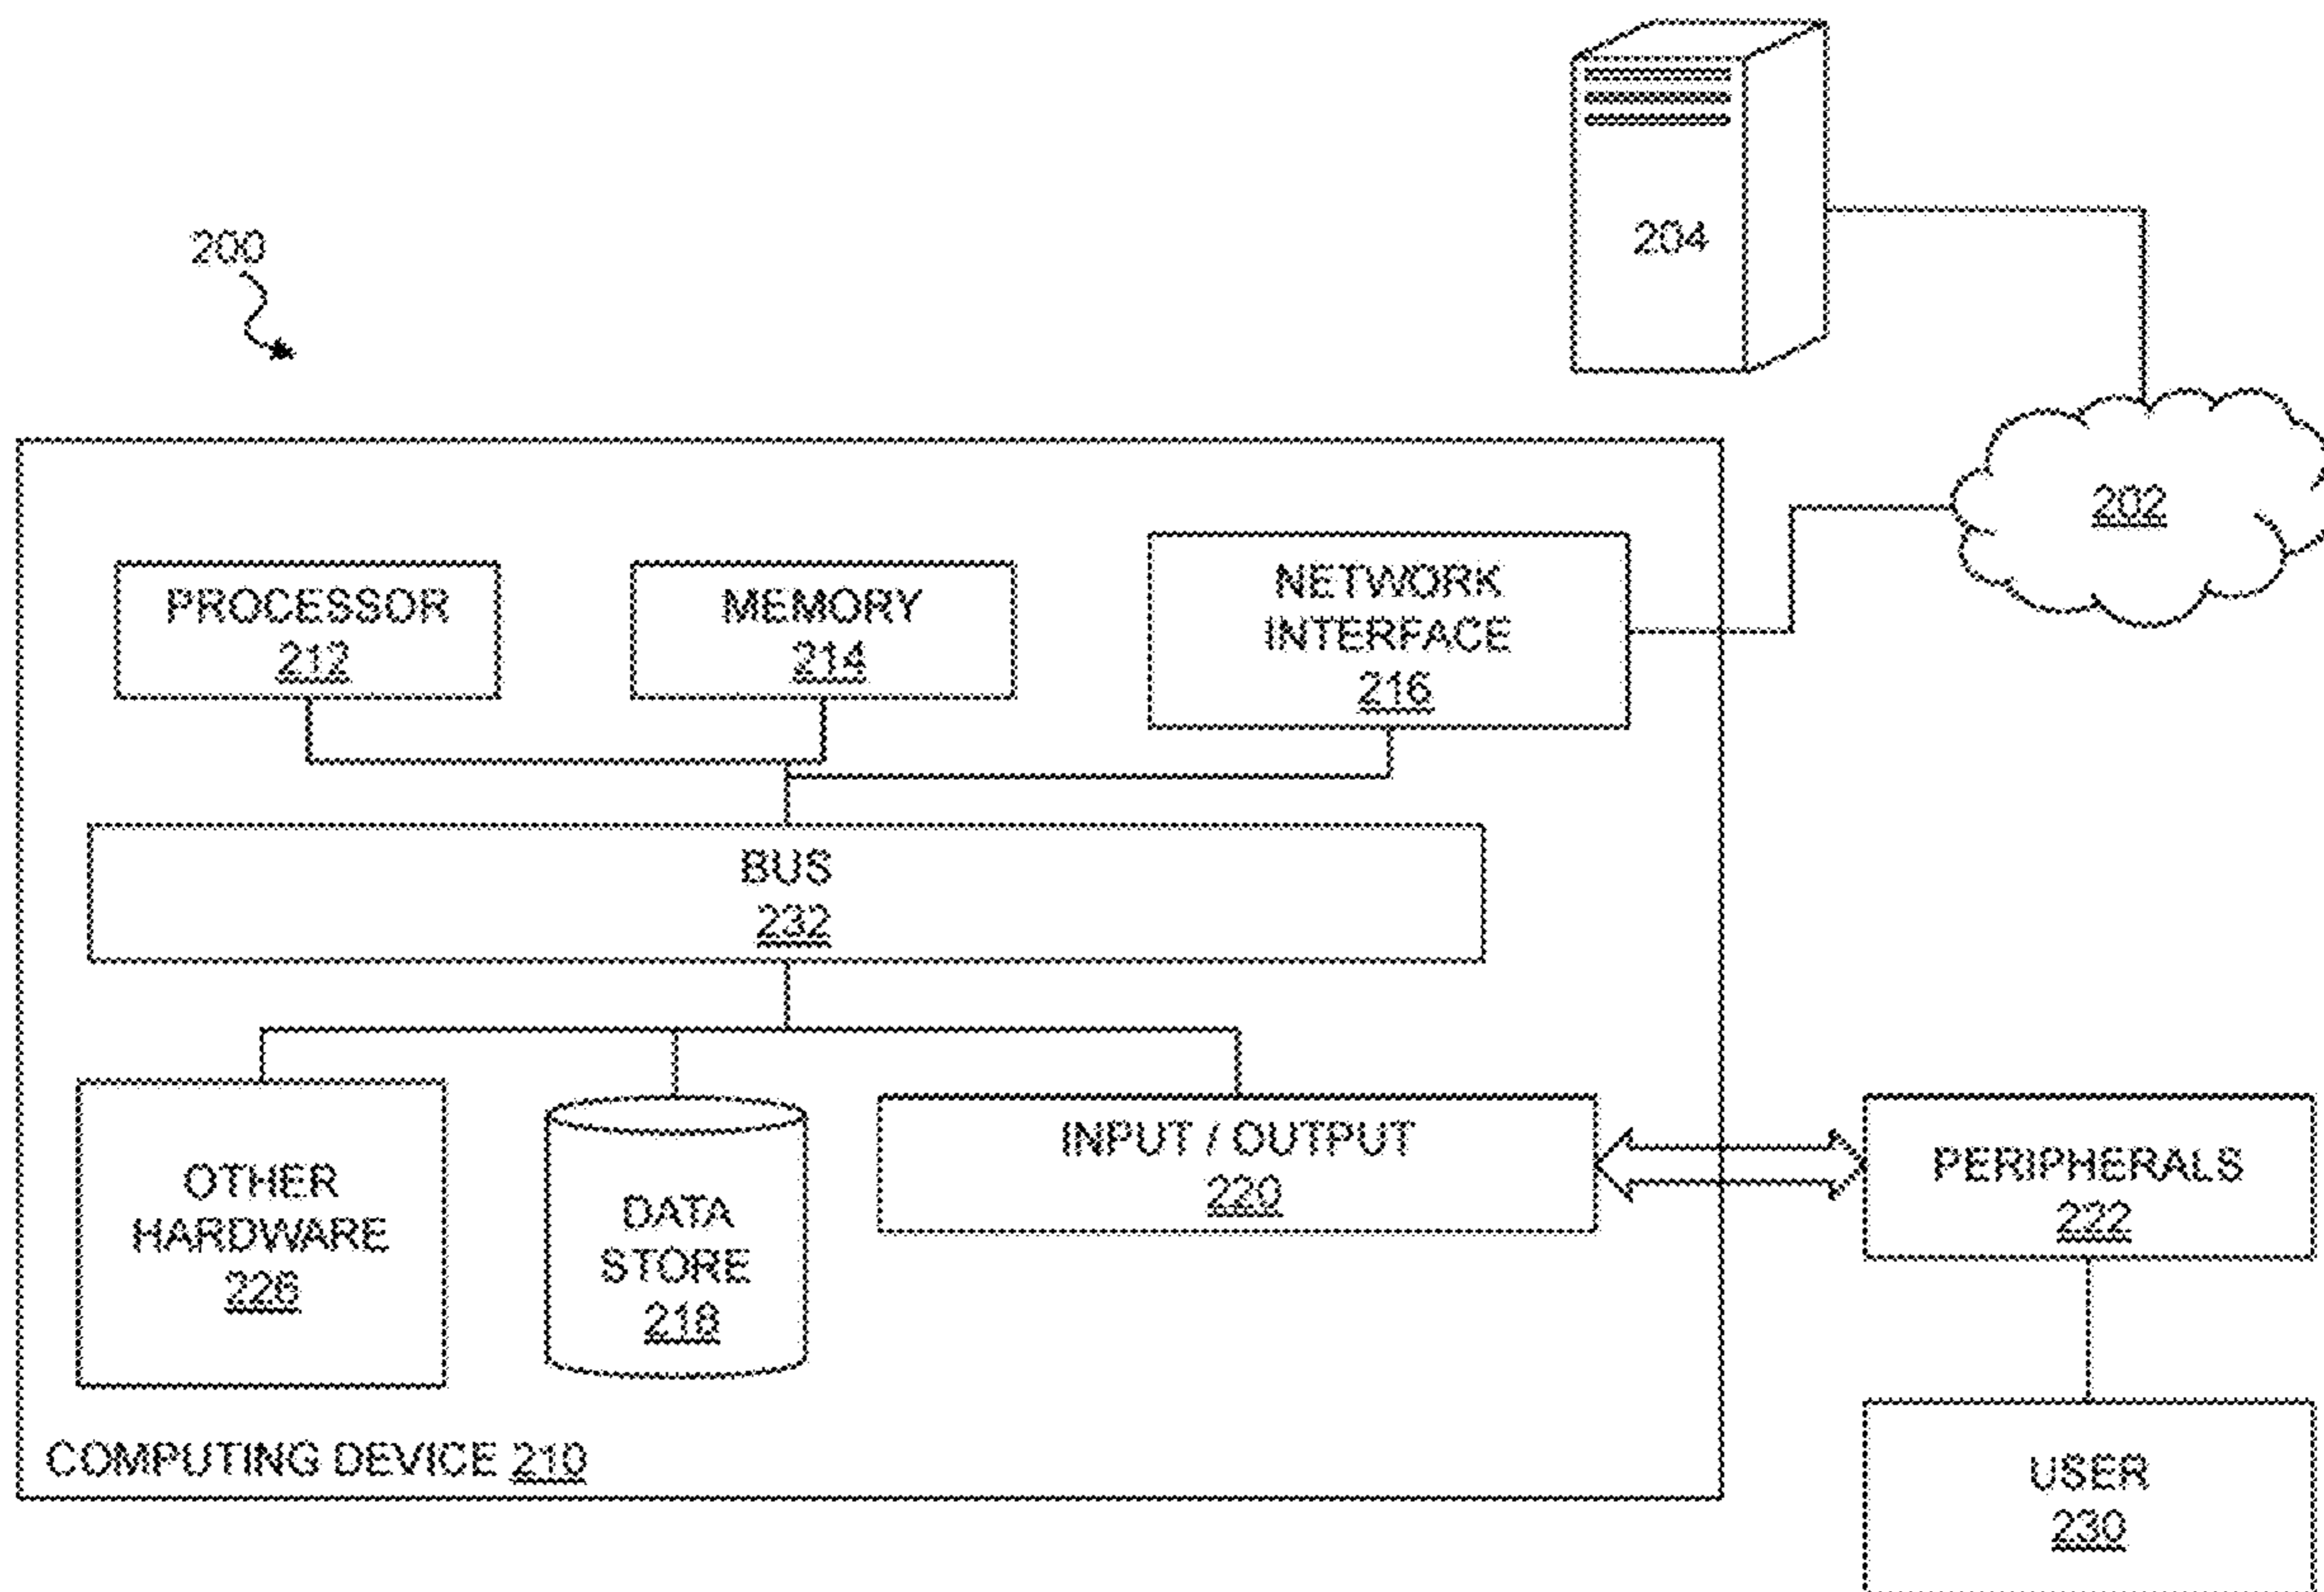 204
200
202
PROCESSOR
212
MEMORY
214
NETWORK
INTERFACE
216
BUS
232
OTHER
HARDWARE
226
DATA
STORE
218
INPUT / OUTPUT
220
PERIPHERALS
222
COMPUTING DEVICE 210
USER
230